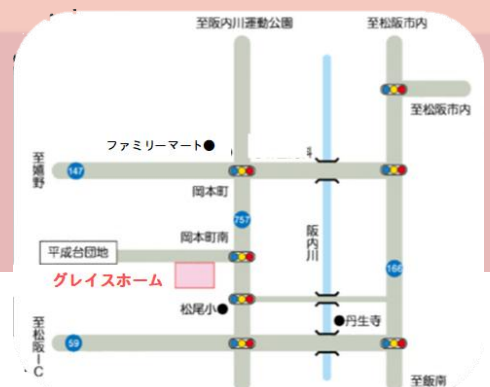 至阪内川運動公園
至松阪市内
至松阪市内
ファミリーマート●
至嬉野
147
岡本町
757
岡本町南
阪内川
平成台団地
グレイスホーム
166
松尾小●
●丹生寺
至松阪IC
59
至飯南